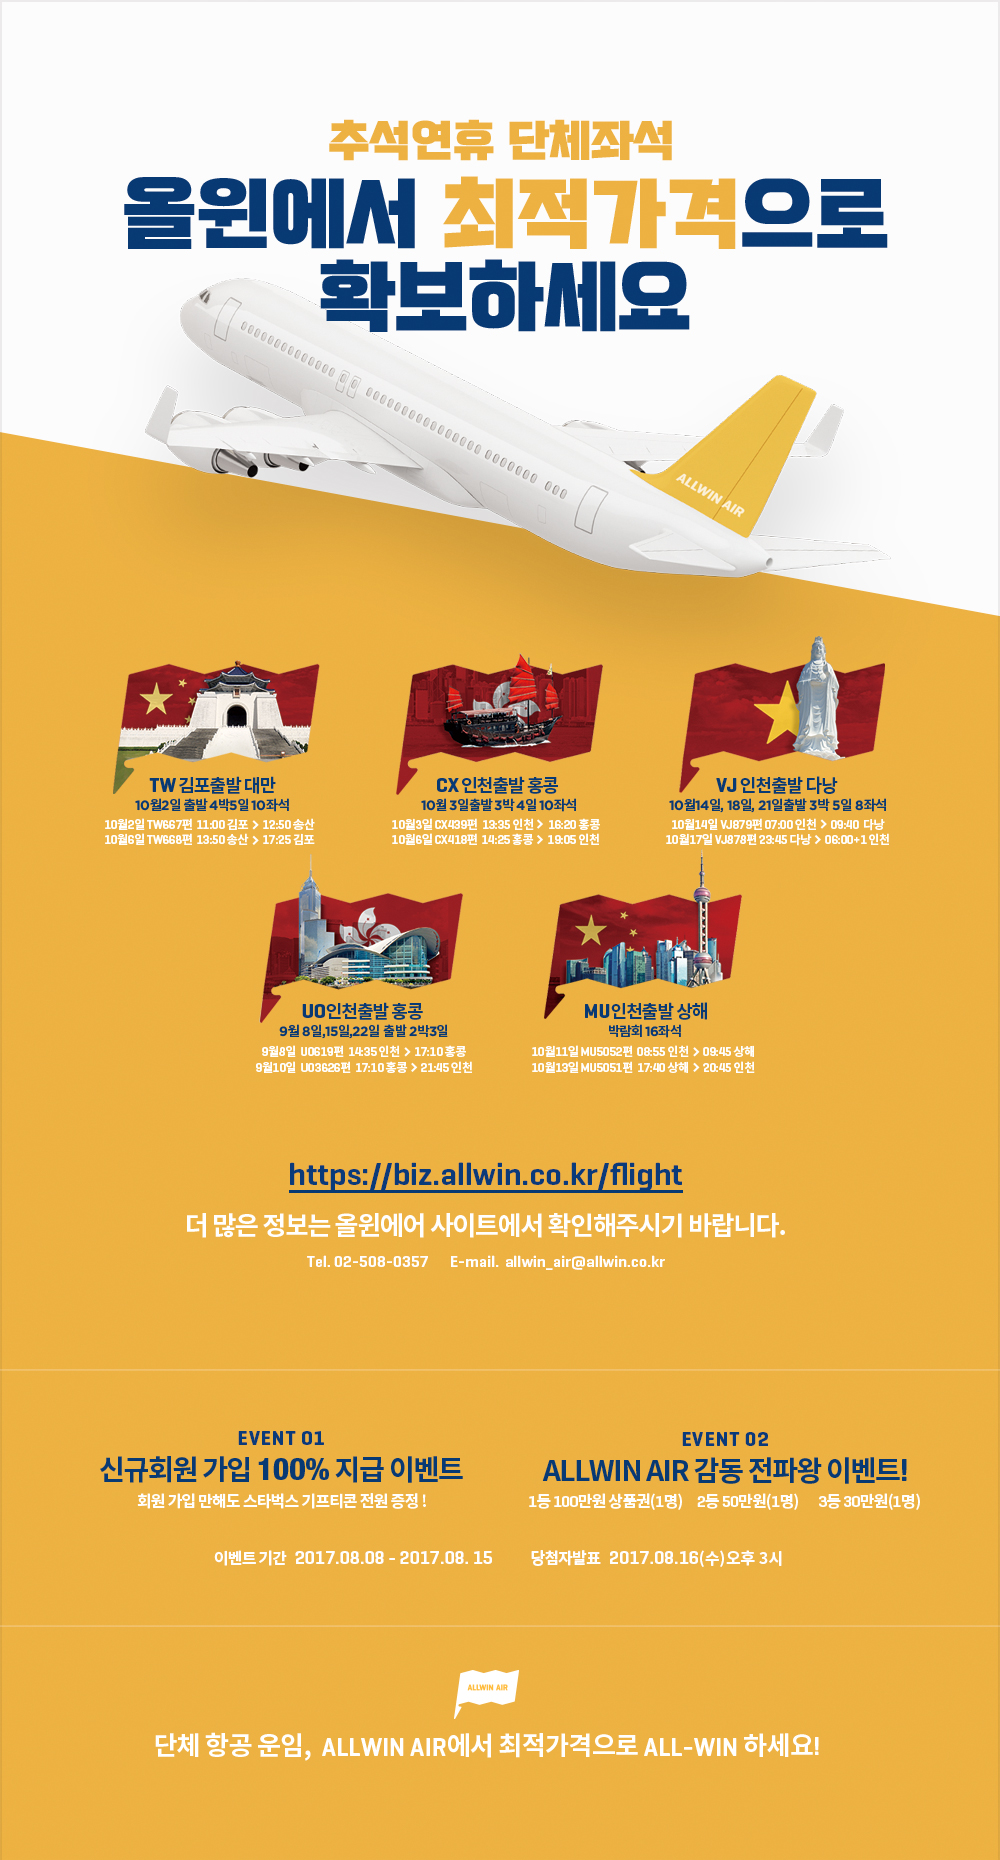 추석연휴 단체좌석
올윈에서 최적가격으로
확보하세요
ALLWIN AIR
TW 김포출발 대만
10월2일 출발 4박5일 10좌석
10월2일 TW667편 11:00 김포 > 12:50 송산
10월6일 TW668편 13:50 송산 > 17:25 김포
CX 인천출발 홍콩
10월 3일출발 3박 4일 10좌석
10월3일 CX439편 13:35 인천 > 16:20 홍콩
10월6일 CX418편 14:25 홍콩 > 19:05 인천
VJ 인천출발 다낭
10월14일, 18일, 21일출발 3박 5일 8좌석
10월14일 VJ879편 07:00 인천 > 09:40 다낭
10월17일 VJ878편 23:45 다낭 > 06:00+1 인천
UO인천출발 홍콩
9월 8일,15일,22일 출발 2박3일
9월8일 UO619편 14:35 인천 > 17:10 홍콩
9월10일 UO3626편 17:10 홍콩 > 21:45 인천
MU인천출발 상해
박람회 16좌석
10월11일 MU5052편 08:55 인천 > 09:45 상해
10월13일 MU5051편 17:40 상해 > 20:45 인천
https://biz.allwin.co.kr/flight
더 많은 정보는 올윈에어 사이트에서 확인해주시기 바랍니다.
Tel. 02-508-0357 E-mail. allwin_air@allwin.co.kr
EVENT 01
신규회원 가입 100% 지급 이벤트
회원 가입 만해도 스타벅스 기프티콘 전원 증정 !
EVENT 02
ALLWIN AIR 감동 전파왕 이벤트!
1등 100만원 상품권(1명) 2등 50만원(1명) 3등 30만원(1명)
이벤트 기간 2017.08.08 - 2017.08. 15 당첨자발표 2017.08.16(수)오후 3시
ALLWIN AIR
단체 항공 운임, ALLWIN AIR에서 최적가격으로 ALL-WIN 하세요!